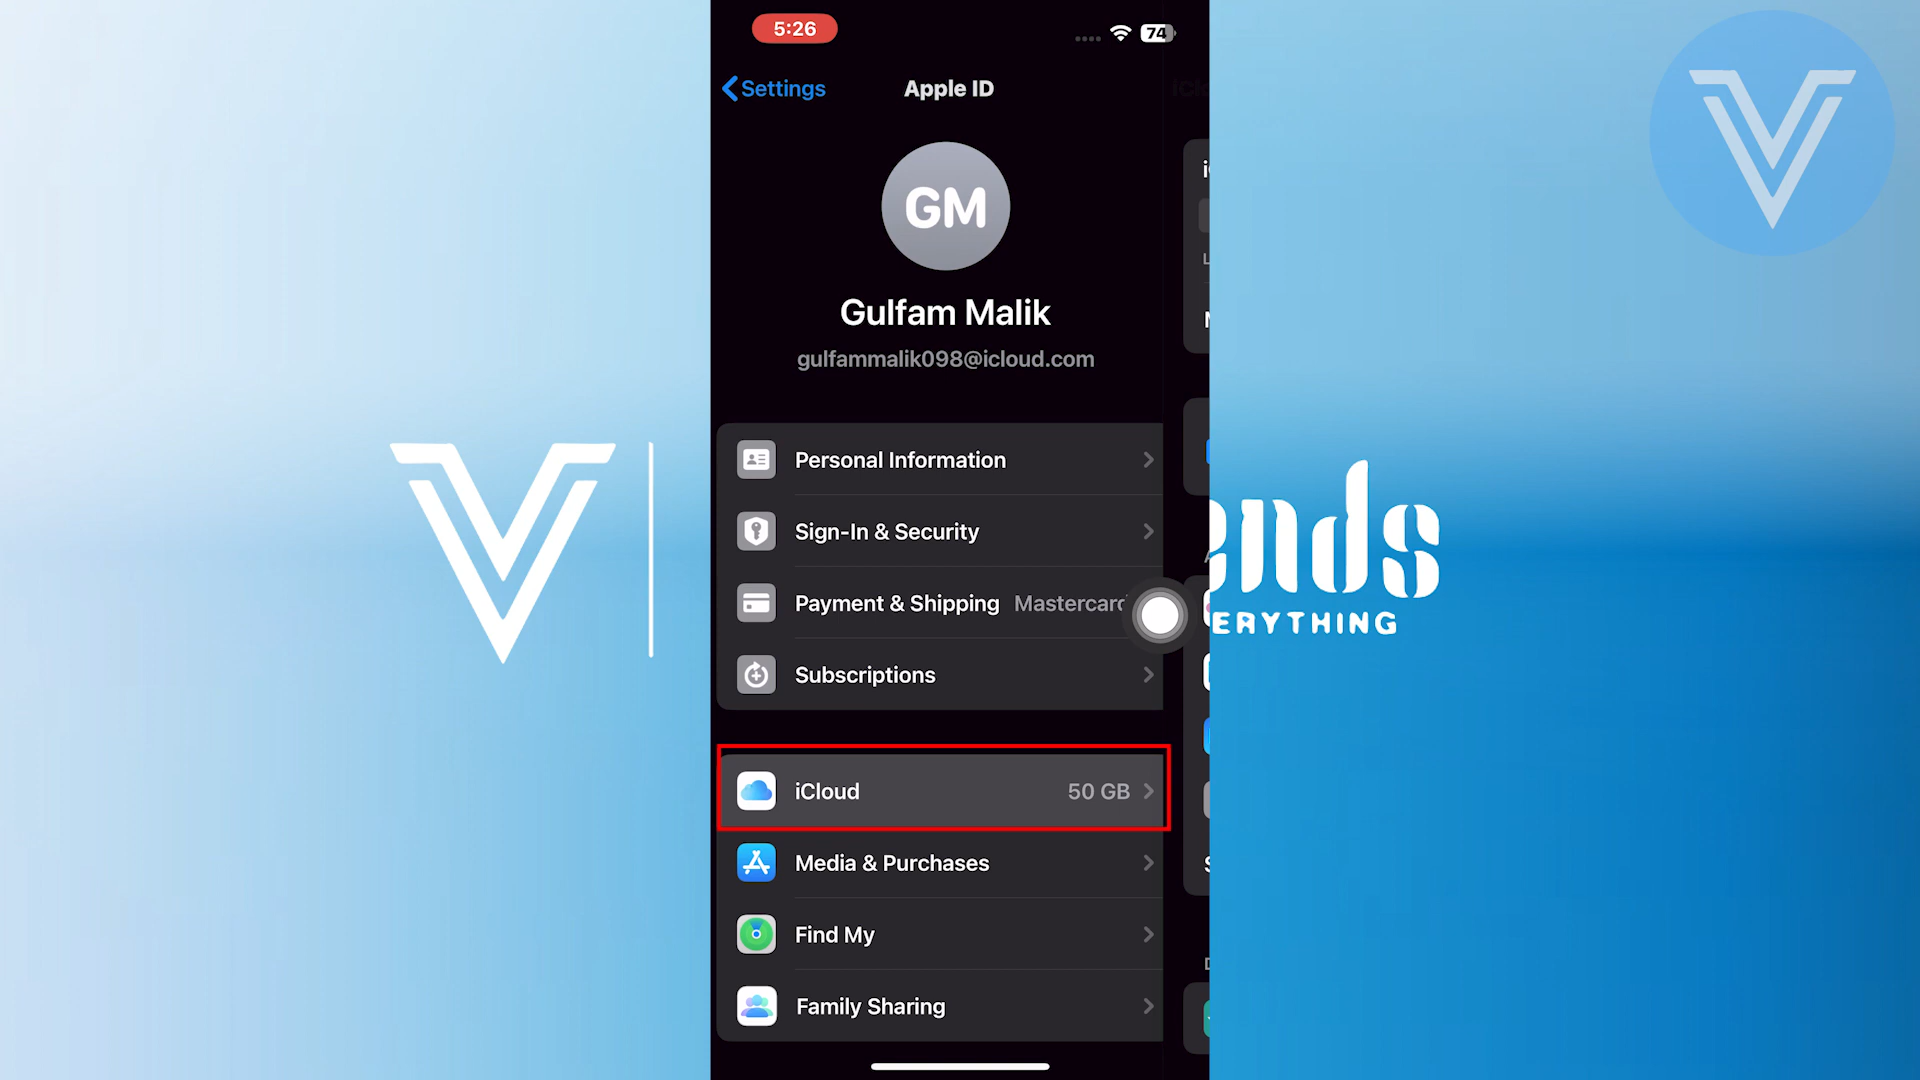 5:26
74
Settings
Apple ID
GM
Gulfam Malik
gulfammalik098@icloud.com
Personal Information
Sign-In & Security
Payment & Shipping Mastercard
Subscriptions
iCloud 50 GB
Media & Purchases
Find My
Family Sharing
ends
ERYTHING